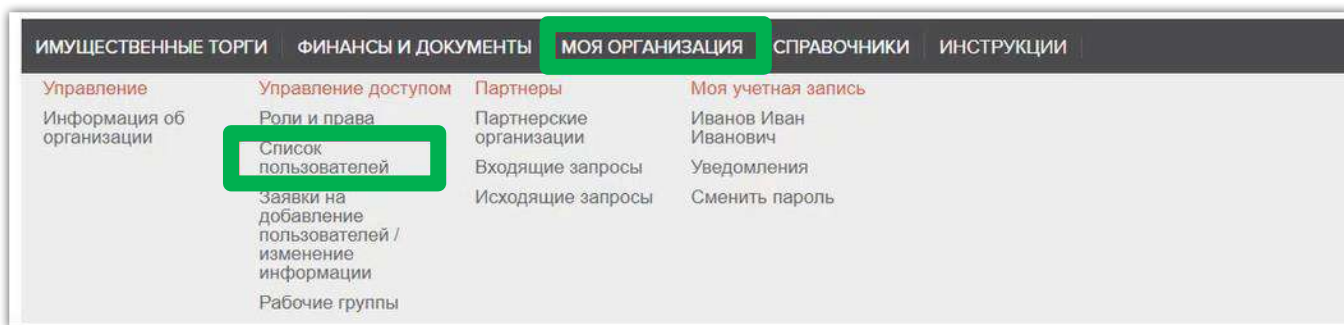 ИМУЩЕСТВЕННЫЕ ТОРГИ ФИНАНСЫ И ДОКУМЕНТЫ МОЯ ОРГАНИЗАЦИЯ СПРАВОЧНИКИ ИНСТРУКЦИИ
Управление
Информация об
организации
Управление доступом
Роли и права
Список
пользователей
Заявки на
добавление
пользователей /
изменение
информации
Рабочие группы
Партнеры
Партнерские
организации
Входящие запросы
Исходящие запросы
Моя учетная запись
Иванов Иван
Иванович
Уведомления
Сменить пароль